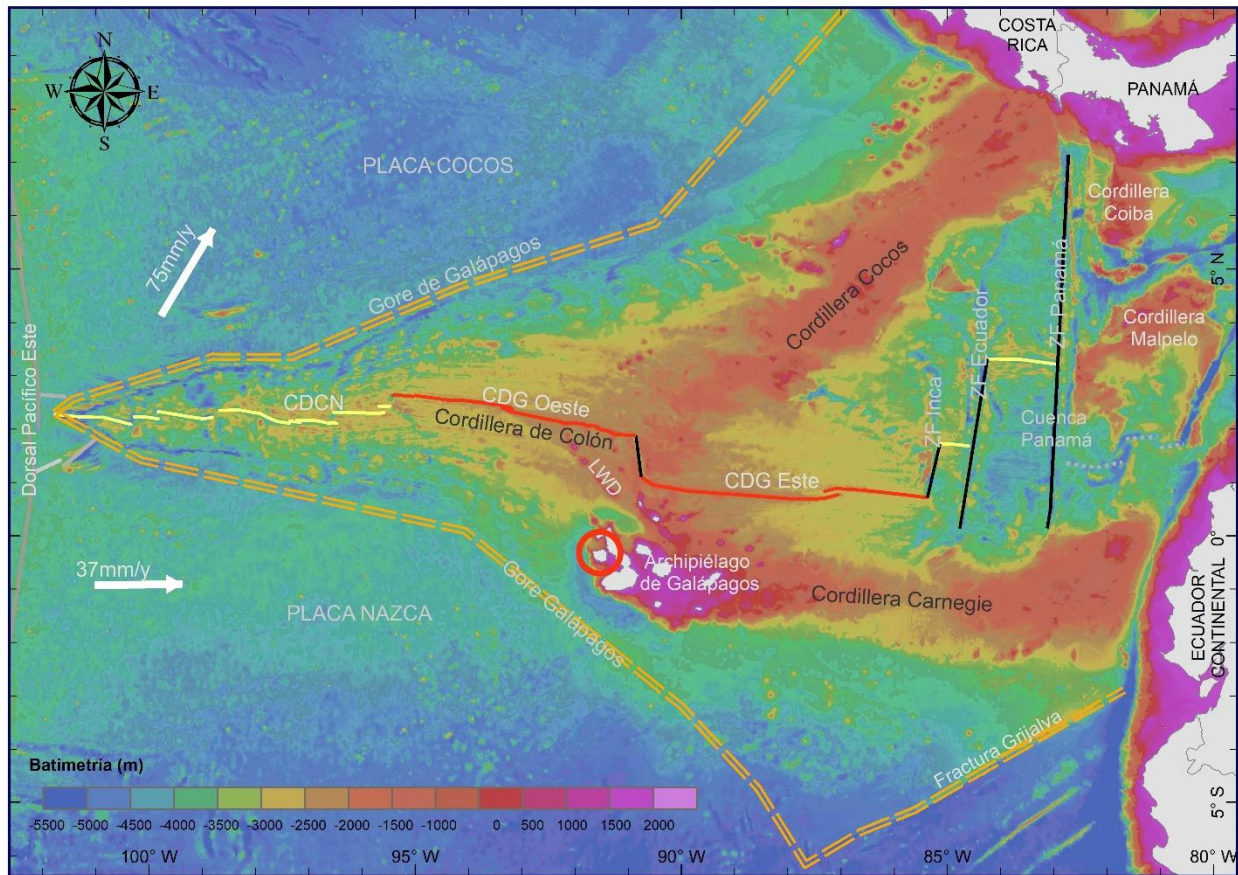 COSTA
RICA
PANAMÁ
N
W
E
S
PLACA COCOS
Cordillera
Coiba
75mm/y
Gore de Galápagos
Cordillera Cocos
ZF Panamá
5° N
ZF Ecuador
Cordillera
Malpelo
Dorsal Pacífico Este
CDCN
CDG Oeste
Cordillera de Colón
ZF Inca
Cuenca
Panamá
LWD
CDG Este
37mm/y
Archipiélago
de Galápagos
0°
PLACA NAZCA
Gore Galápagos
Cordillera Carnegie
ECUADOR
CONTINENTAL
Fractura Grijalva
Batimetria (m)
-5500 -5000 -4500 -4000 -3500 -3000 -2500 -2000 -1500 -1000 0 500 1000 1500 2000
5° S
100° W
95° W
90° W
85° W
80° W